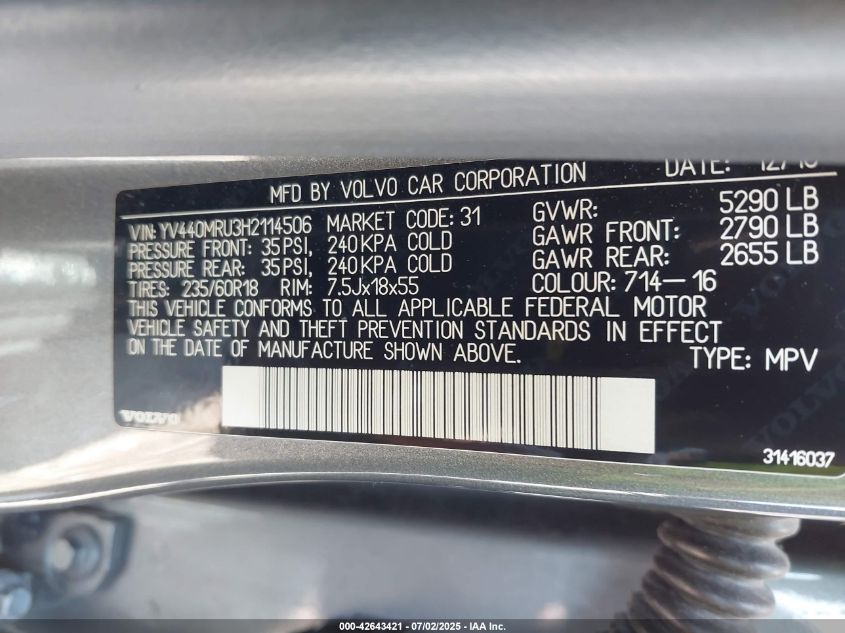 MFD BY VOLVO CAR CORPORATION DATE:
VIN: YV440MRU3H2114506 MARKET CODE: 31 GVWR: 5290 LB
PRESSURE FRONT: 35 PSI, 240 KPA COLD GAWR FRONT: 2790 LB
PRESSURE REAR: 35 PSI, 240 KPA COLD GAWR REAR: 2655 LB
TIRES: 235/60R18 RIM: 7.5Jx18x55 COLOUR: 714-16
THIS VEHICLE CONFORMS TO ALL APPLICABLE FEDERAL MOTOR
VEHICLE SAFETY AND THEFT PREVENTION STANDARDS IN EFFECT
ON THE DATE OF MANUFACTURE SHOWN ABOVE. TYPE: MPV
VOLVO
31416037
000-42643421 - 07/02/2025 - IAA Inc.